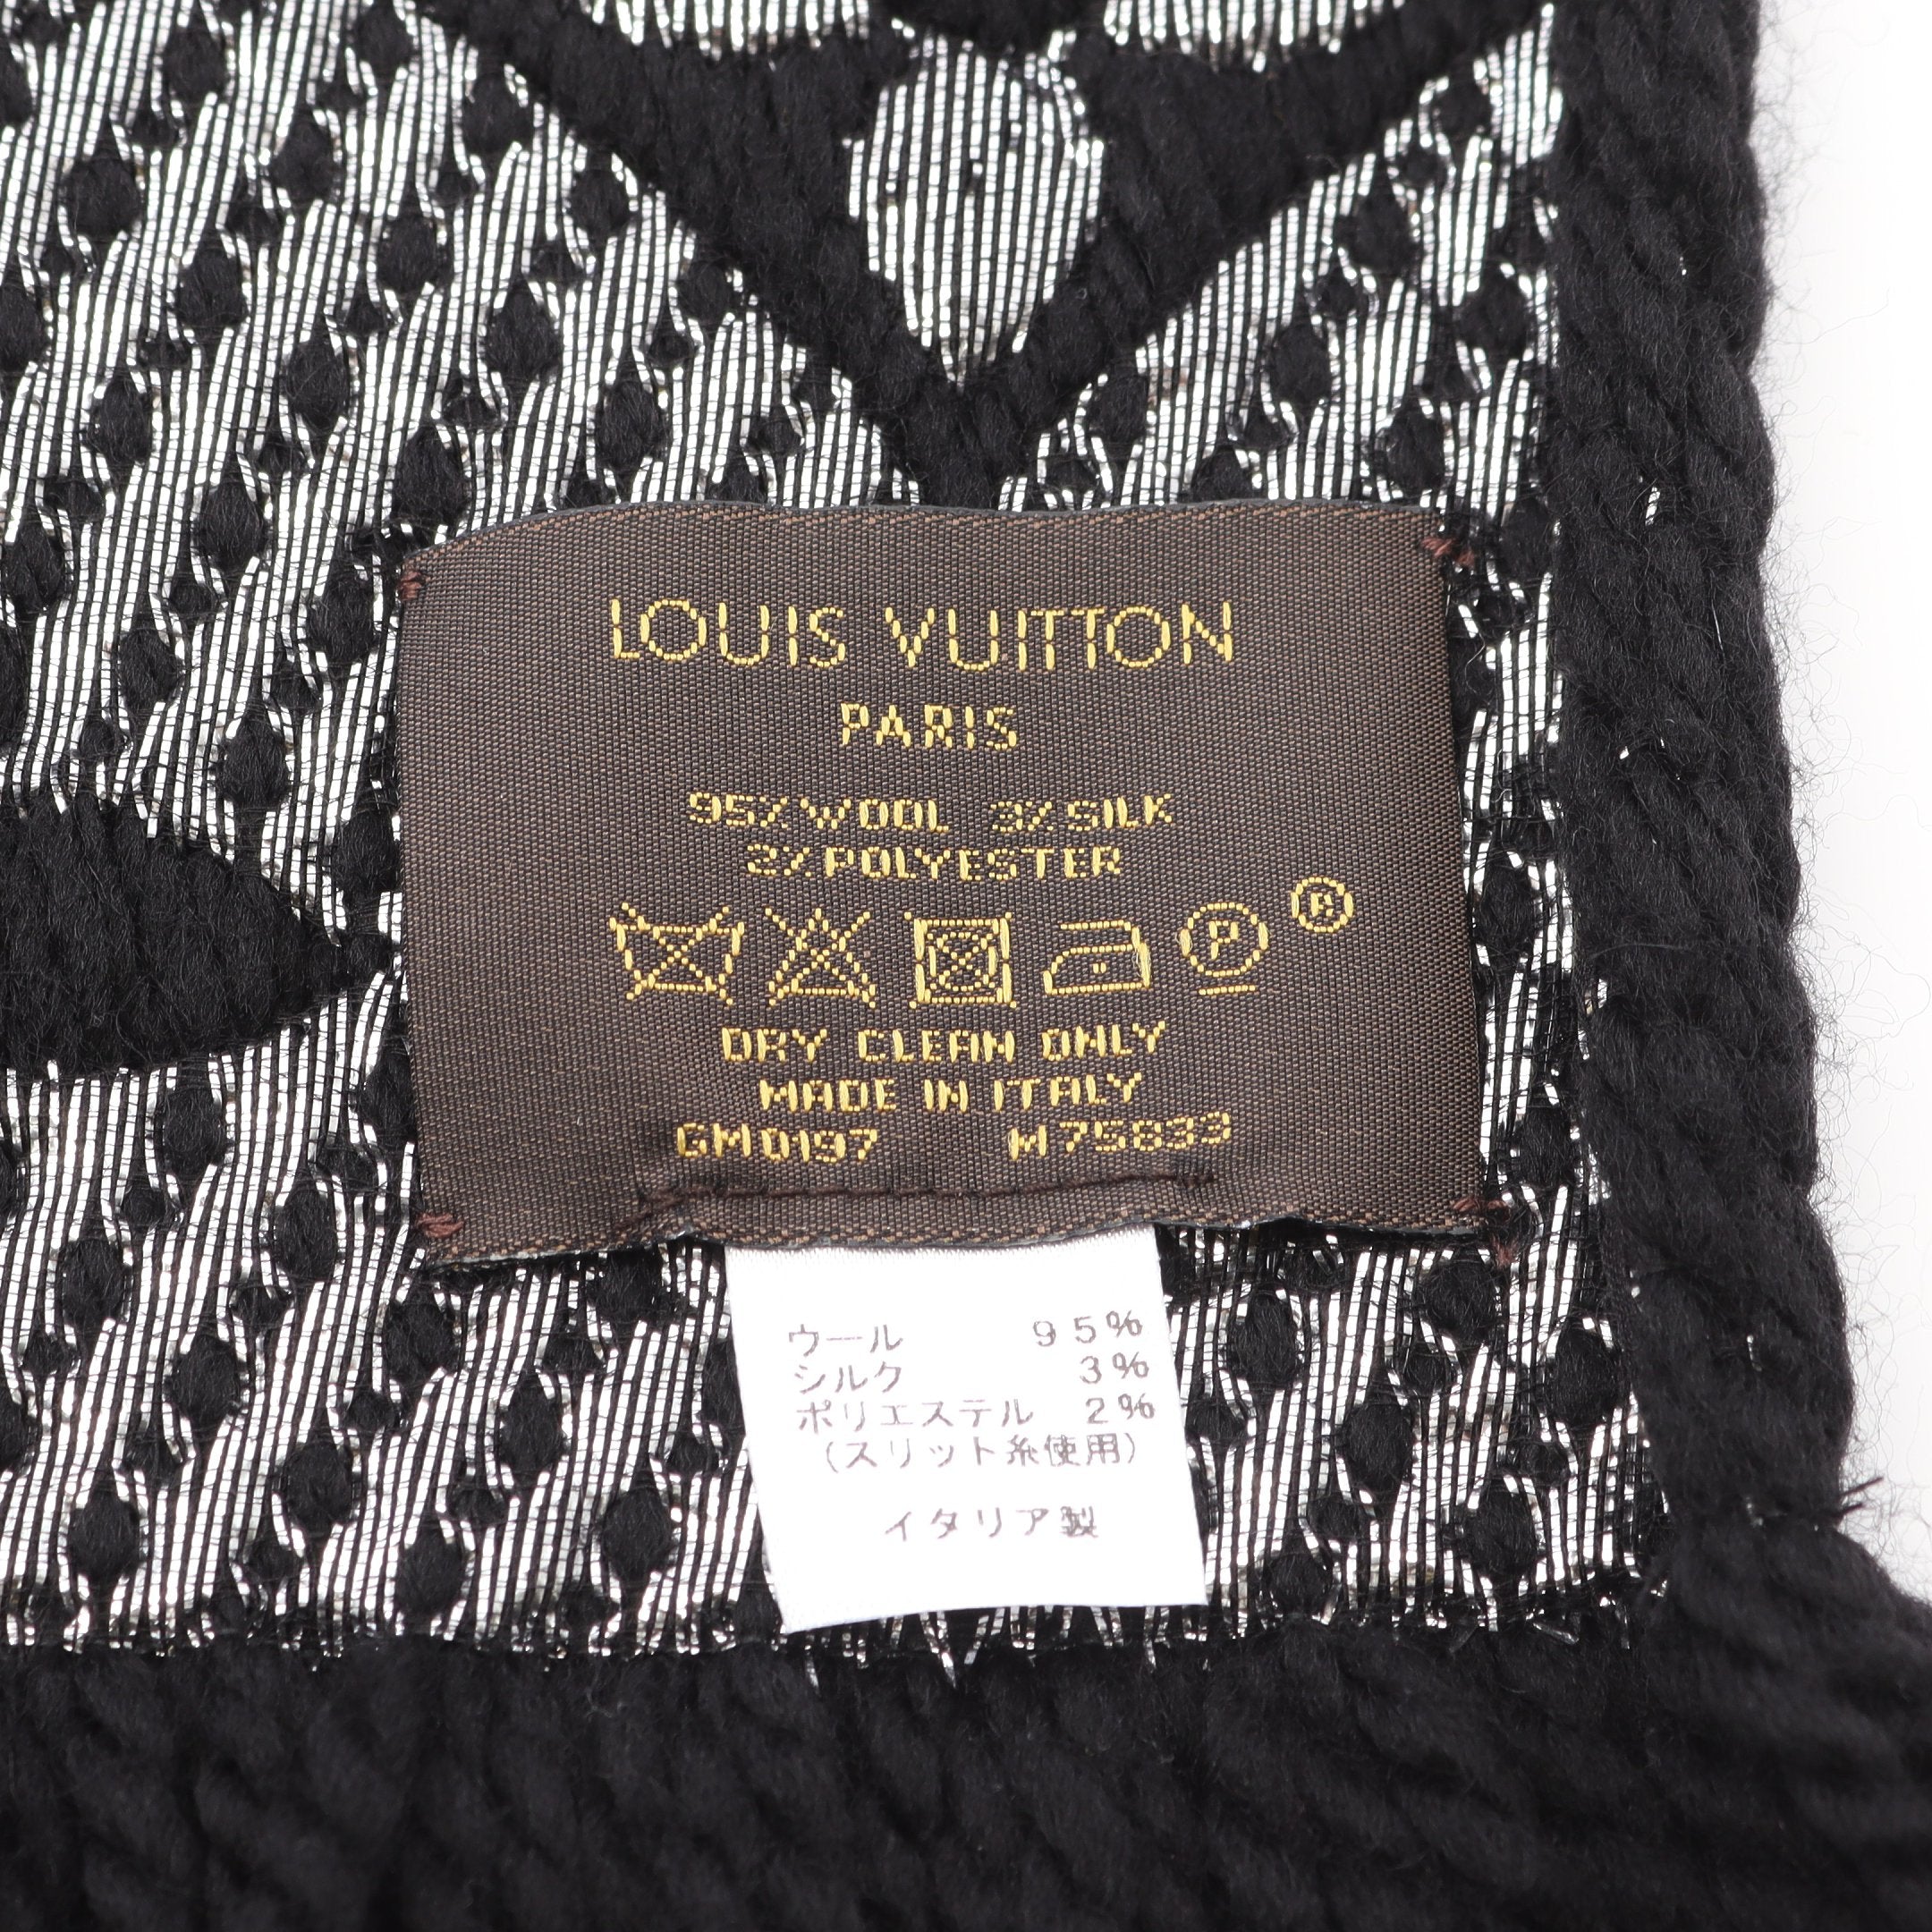 LOUIS VUITTON
PARIS
95% WOOL 3% SILK
2% POLYESTER
P ®
DRY CLEAN ONLY
MADE IN ITALY
GM0197 M75833
ウール 95%
シルク 3%
ポリエステル 2%
(スリット糸使用)
イタリア製